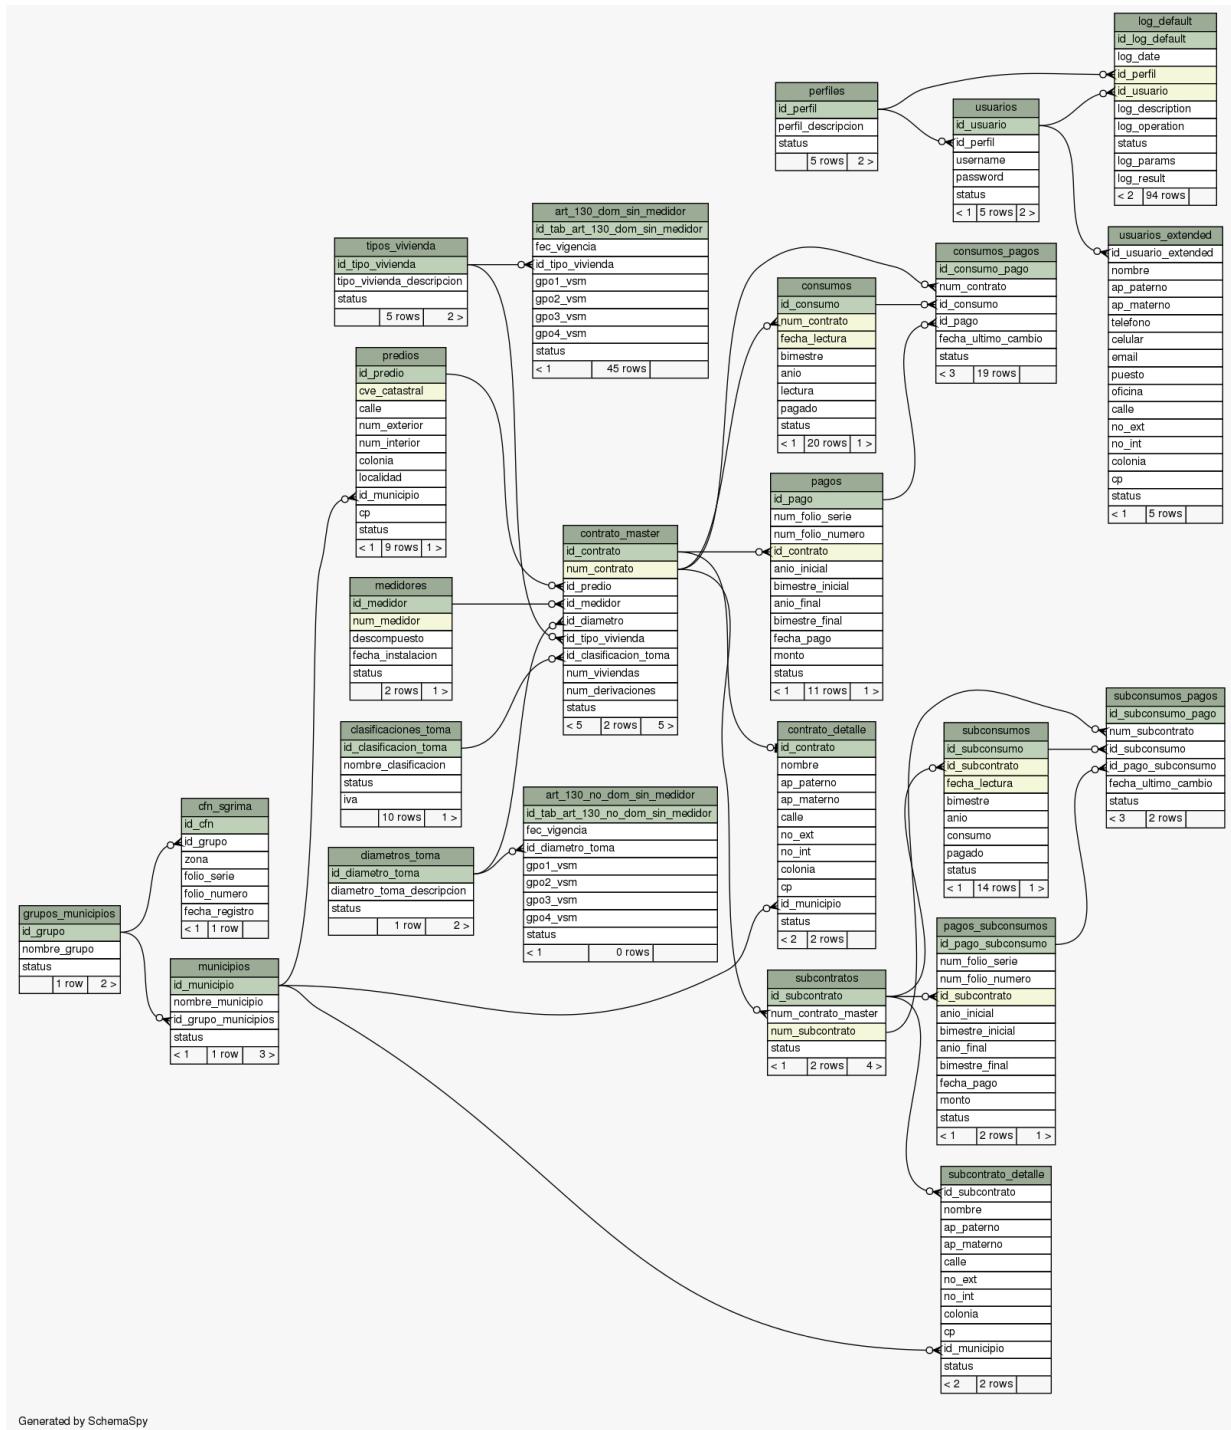 log_default
id_log_default
log_date
id_perfil
id_usuario
log_description
log_operation
status
log_params
log_result
< 2 94 rows
perfiles
id_perfil
perfil_descripcion
status
5 rows 2 >
usuarios
id_usuario
id_perfil
username
password
status
< 1 5 rows 2 >
art_130_dom_sin_medidor
id_tab_art_130_dom_sin_medidor
fec_vigencia
id_tipo_vivienda
gpo1_vsm
gpo2_vsm
gpo3_vsm
gpo4_vsm
status
< 1 45 rows
tipos_vivienda
id_tipo_vivienda
tipo_vivienda_descripcion
status
5 rows 2 >
consumos_pagos
id_consumo_pago
num_contrato
id_consumo
id_pago
fecha_ultimo_cambio
status
< 3 19 rows
usuarios_extended
id_usuario_extended
nombre
ap_paterno
ap_materno
telefono
celular
email
puesto
oficina
calle
no_ext
no_int
colonia
cp
status
< 1 5 rows
consumos
id_consumo
num_contrato
fecha_lectura
bimestre
anio
lectura
pagado
status
< 1 20 rows 1 >
predios
id_predio
cve_catastral
calle
num_exterior
num_interior
colonia
localidad
id_municipio
cp
status
< 1 9 rows 1 >
pagos
id_pago
num_folio_serie
num_folio_numero
id_contrato
anio_inicial
bimestre_inicial
anio_final
bimestre_final
fecha_pago
monto
status
< 1 11 rows 1 >
contrato_master
id_contrato
num_contrato
id_predio
id_medidor
id_diametro
id_tipo_vivienda
id_clasificacion_toma
num_viviendas
num_derivaciones
status
< 5 2 rows 5 >
medidores
id_medidor
num_medidor
descompuesto
fecha_instalacion
status
2 rows 1 >
subconsumos_pagos
id_subconsumo_pago
num_subcontrato
id_subconsumo
id_pago_subconsumo
fecha_ultimo_cambio
status
< 3 2 rows
clasificaciones_toma
id_clasificacion_toma
nombre_clasificacion
status
iva
10 rows 1 >
contrato_detalle
id_contrato
nombre
ap_paterno
ap_materno
calle
no_ext
no_int
colonia
cp
id_municipio
status
< 2 2 rows
subconsumos
id_subconsumo
id_subcontrato
fecha_lectura
bimestre
anio
consumo
pagado
status
< 1 14 rows 1 >
art_130_no_dom_sin_medidor
id_tab_art_130_no_dom_sin_medidor
fec_vigencia
id_diametro_toma
gpo1_vsm
gpo2_vsm
gpo3_vsm
gpo4_vsm
status
< 1 0 rows
cfn_sgrima
id_cfn
id_grupo
zona
folio_serie
folio_numero
fecha_registro
< 1 1 row
diametros_toma
id_diametro_toma
diametro_toma_descripcion
status
1 row 2 >
grupos_municipios
id_grupo
nombre_grupo
status
1 row 2 >
pagos_subconsumos
id_pago_subconsumo
num_folio_serie
num_folio_numero
id_subcontrato
anio_inicial
bimestre_inicial
anio_final
bimestre_final
fecha_pago
monto
status
< 1 2 rows 1 >
municipios
id_municipio
nombre_municipio
id_grupo_municipios
status
< 1 1 row 3 >
subcontratos
id_subcontrato
num_contrato_master
num_subcontrato
status
< 1 2 rows 4 >
subcontrato_detalle
id_subcontrato
nombre
ap_paterno
ap_materno
calle
no_ext
no_int
colonia
cp
id_municipio
status
< 2 2 rows
Generated by SchemaSpy